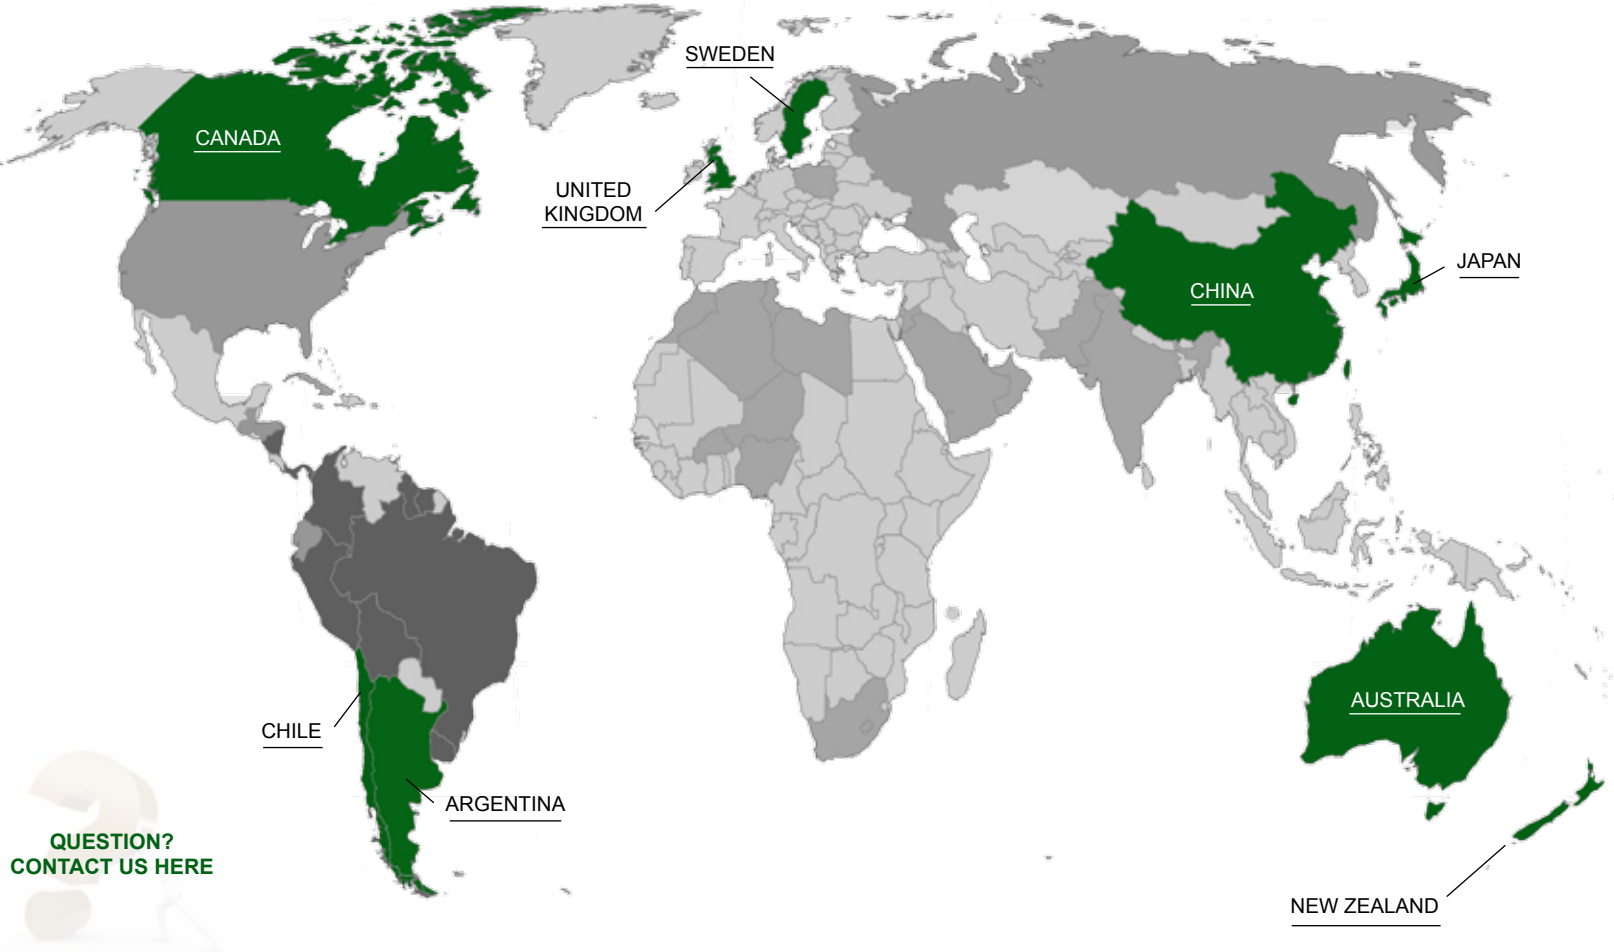 SWEDEN
CANADA
UNITED
KINGDOM
JAPAN
CHINA
AUSTRALIA
CHILE
ARGENTINA
QUESTION?
CONTACT US HERE
NEW ZEALAND